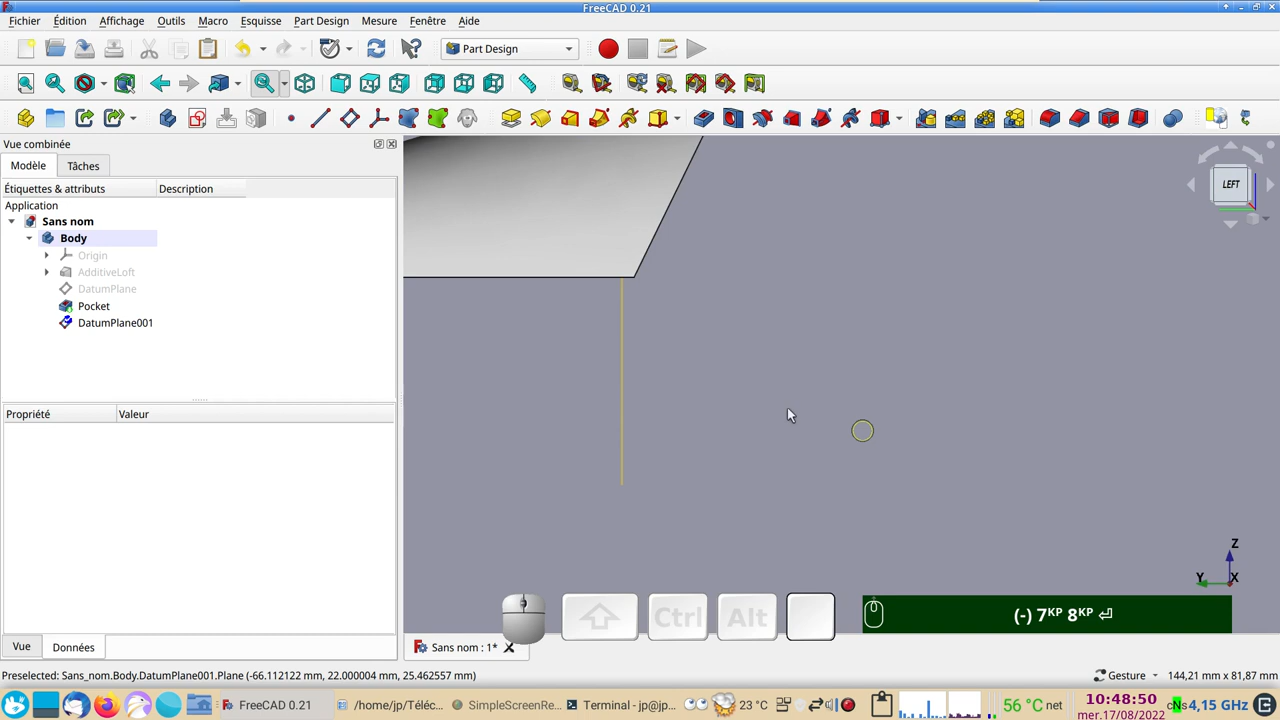 FreeCAD 0.21
Fichier Édition Affichage Outils Macro Esquisse Part Design Mesure Fenêtre Aide
Part Design
Vue combinée
Modèle Tâches
Étiquettes & attributs Description
Application
Sans nom
Body
Origin
AdditiveLoft
DatumPlane
Pocket
DatumPlane001
Propriété Valeur
LEFT
Z
Y X
Ctrl Alt
(-) 7KP 8KP ⏎
Vue Données
Sans nom : 1*
Preselected: Sans_nom.Body.DatumPlane001.Plane (-66.112122 mm, 22.000004 mm, 25.462557 mm)
Gesture
144,21 mm x 81,87 mm
FreeCAD 0.21
/home/jp/Téléc...
SimpleScreenRe...
Terminal - jp@jp...
23 °C
56 °C net
10:48:50
mer.17/08/2022
4,15 GHz